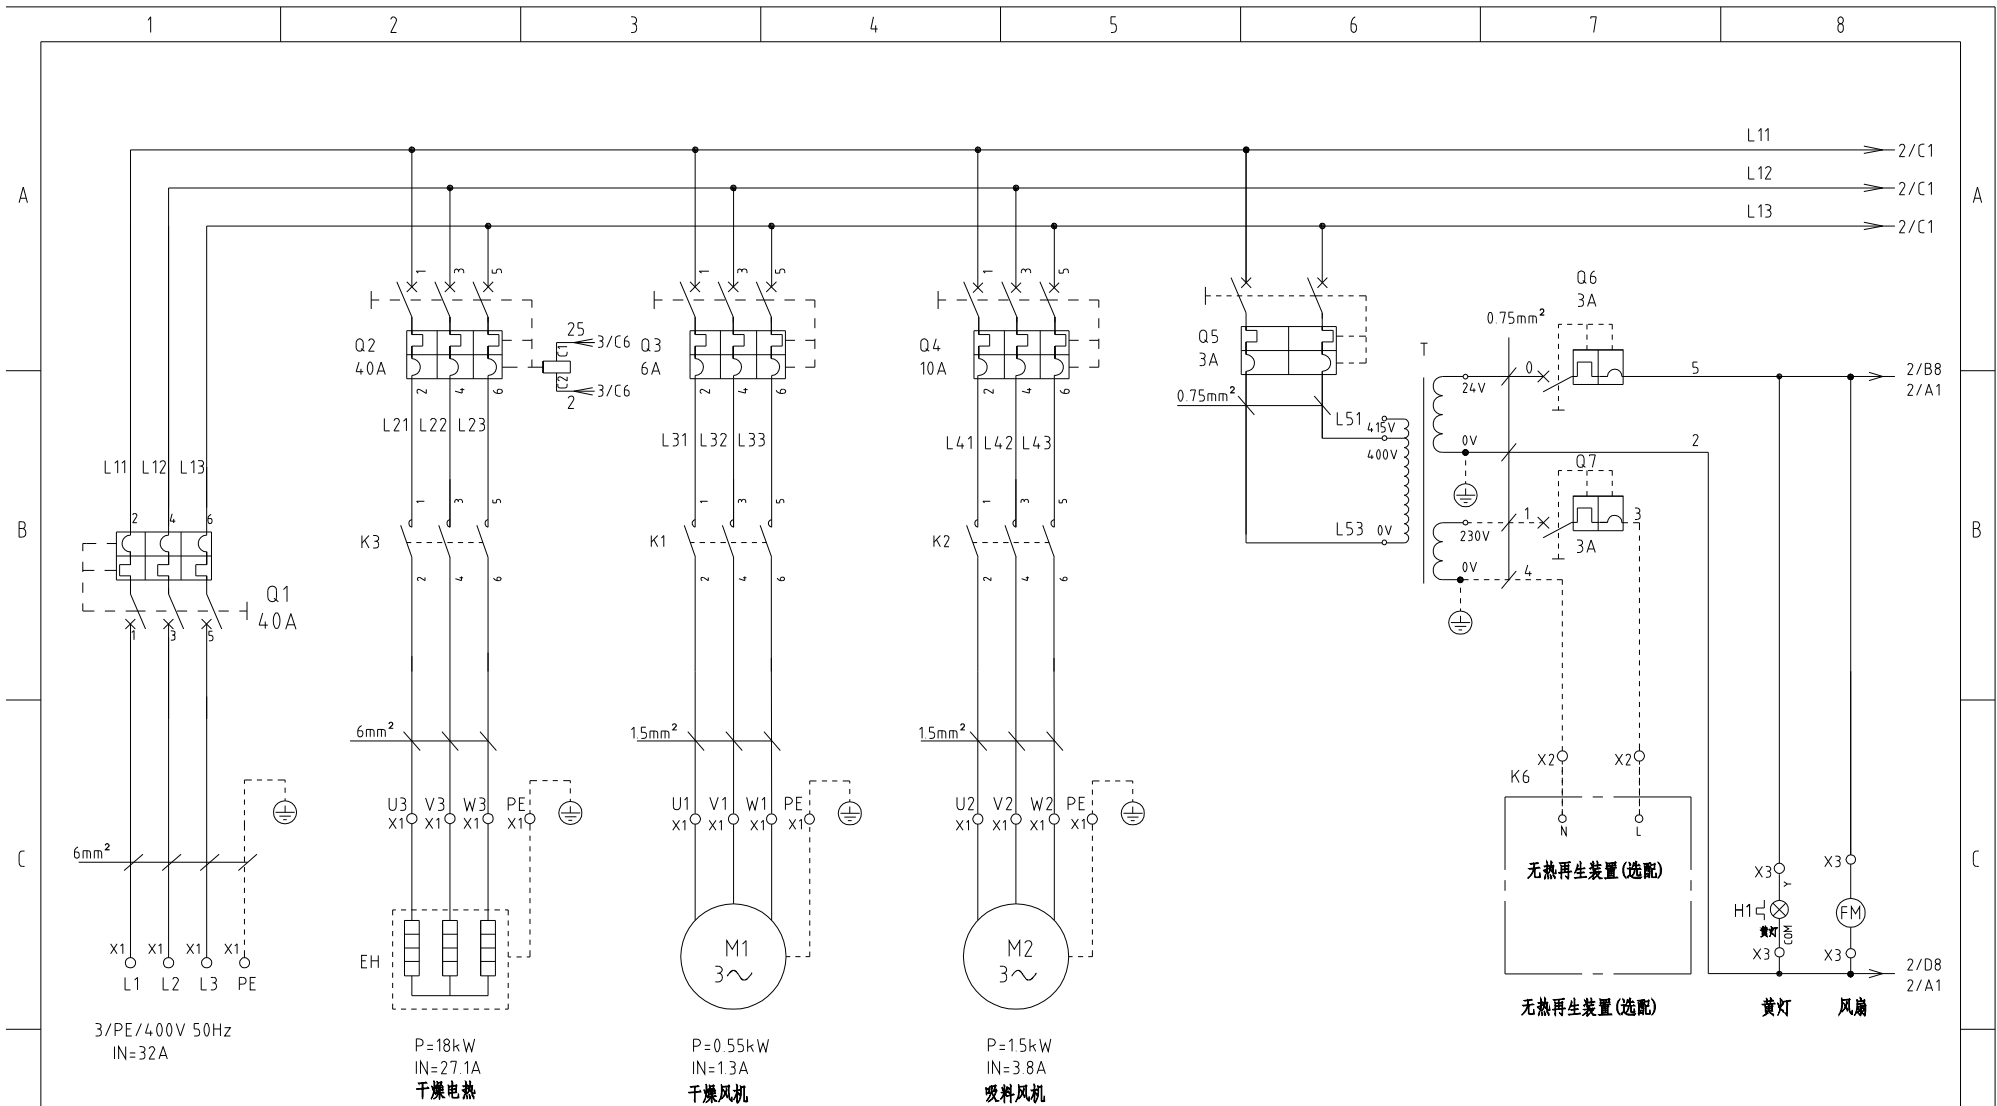 1 2 3 4 5 6 7 8
A A
L11
2/C1
L12
2/C1
L13
2/C1
1 3 5
Q2
40A
2 4 6
25
3/C6
C1
C2
3/C6
2
1 3 5
Q3
6A
2 4 6
1 3 5
Q4
10A
2 4 6
Q5
3A
0.75mm²
L51
415V
400V
L53 0V
T
24V
0V
230V
0V
0.75mm²
0
Q6
3A
5
2/B8
2/A1
2
Q7
1
3A
3
4
L21 L22 L23
L31 L32 L33
L41 L42 L43
B B
L11 L12 L13
2 4 6
Q1
40A
1 3 5
1 3 5
K3
2 4 6
1 3 5
K1
2 4 6
1 3 5
K2
2 4 6
6mm²
1.5mm²
1.5mm²
X2 X2
K6
N L
无热再生装置(选配)
无热再生装置(选配)
U3 V3 W3 PE
X1 X1 X1 X1
U1 V1 W1 PE
X1 X1 X1 X1
U2 V2 W2 PE
X1 X1 X1 X1
C C
6mm²
X1 X1 X1 X1
L1 L2 L3 PE
3/PE/400V 50Hz
IN=32A
EH
P=18kW
IN=27.1A
干燥电热
M1
3~
P=0.55kW
IN=1.3A
干燥风机
M2
3~
P=1.5kW
IN=3.8A
吸料风机
X3
Y
H1
黄灯
COM
X3
黄灯
X3
FM
X3
风扇
2/D8
2/A1